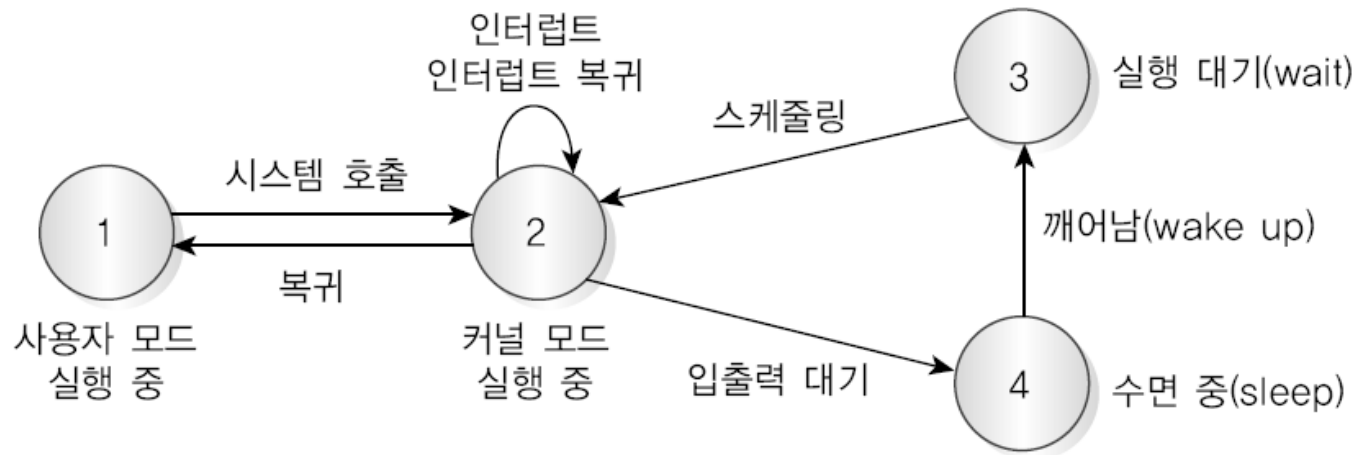 인터럽트
인터럽트 복귀
3
실행 대기(wait)
스케줄링
시스템 호출
1
2
깨어남(wake up)
복귀
사용자 모드
실행 중
커널 모드
실행 중
입출력 대기
4
수면 중(sleep)